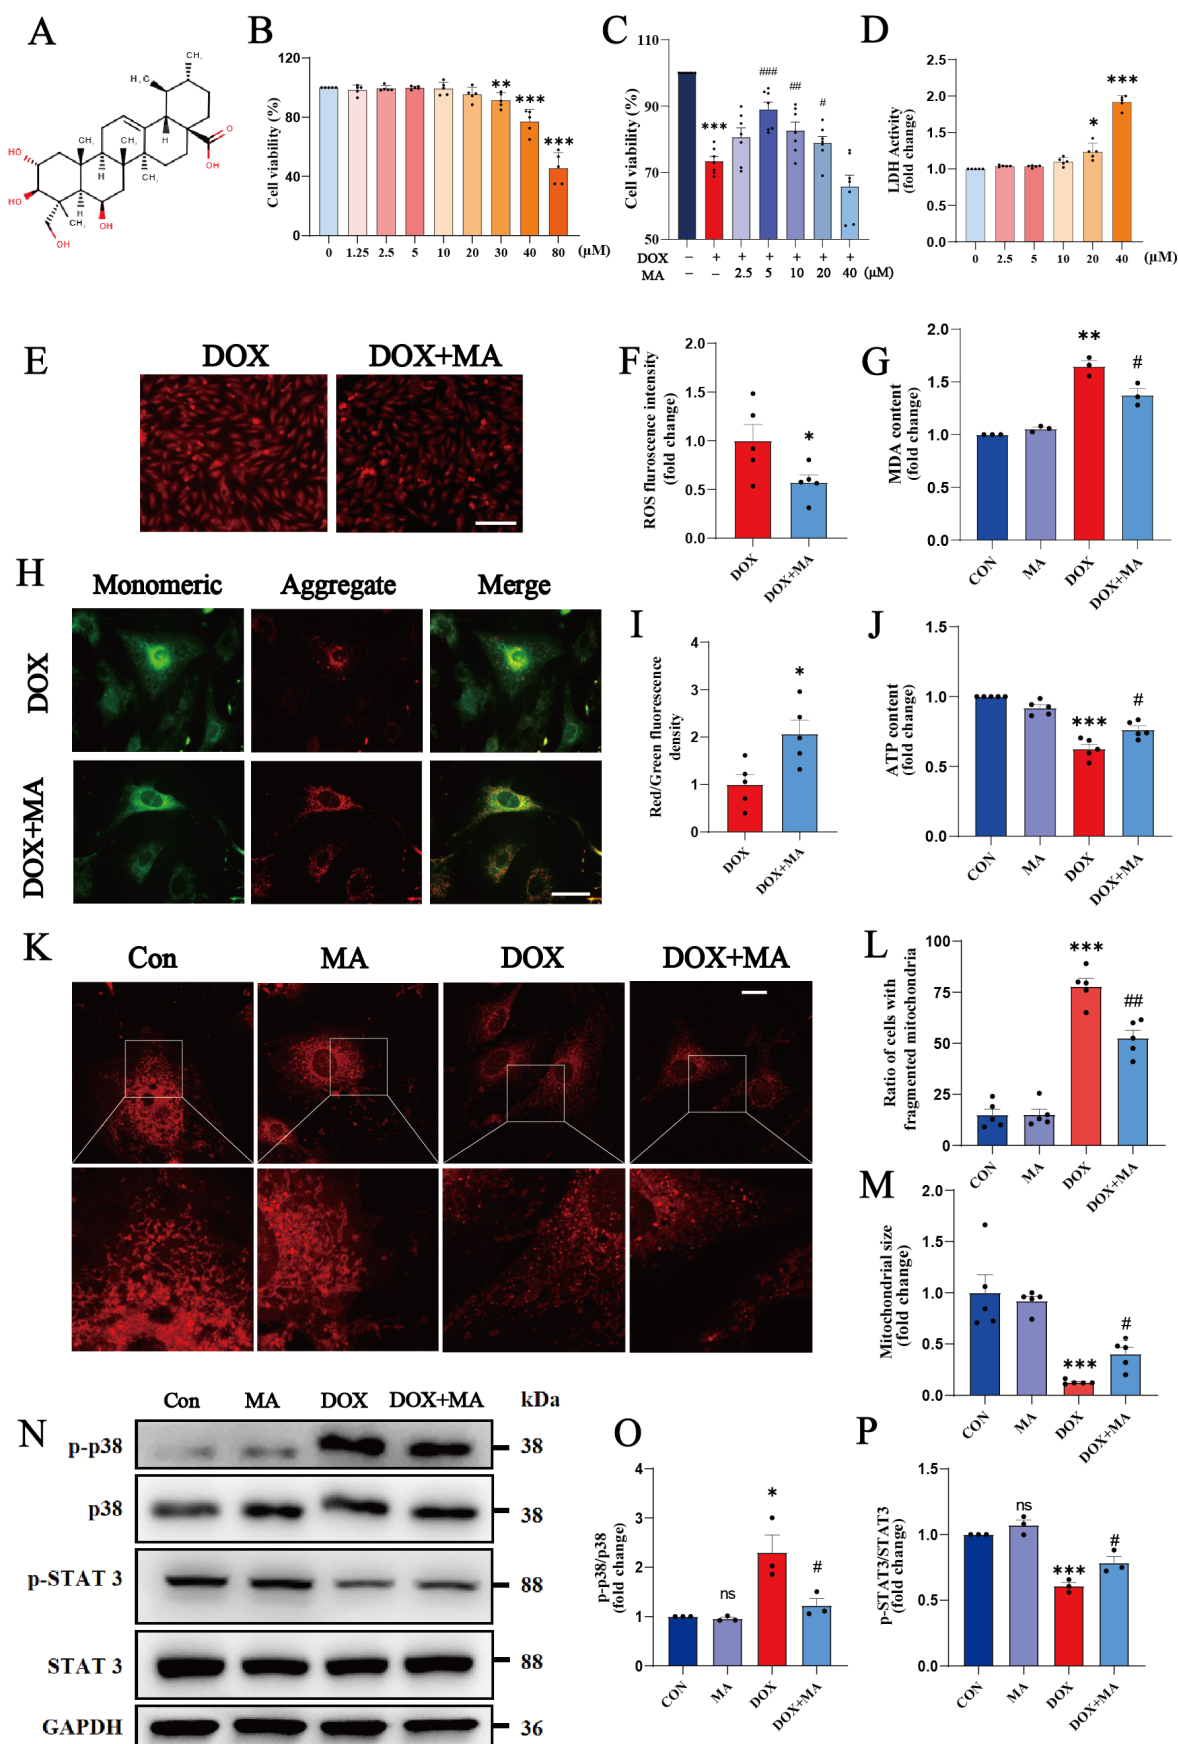 A
CH₃
H₃C
CH₃
CH₃
CH₃
H
H
H
CH₃
CH₃
O
OH
HO
HO
OH
OH
B
Cell viability (%)
120
80
40
0
** *** ***
0 1.25 2.5 5 10 20 30 40 80 (μM)
C
Cell viability (%)
110
90
70
50
*** ### ## #
DOX – + + + + + +
MA – – 2.5 5 10 20 40 (μM)
D
LDH Activity
(fold change)
2.5
2.0
1.5
1.0
0.5
0.0
* ***
0 2.5 5 10 20 40 (μM)
E
DOX DOX+MA
F
ROS fluroscence intensity
(fold change)
2.0
1.5
1.0
0.5
0.0
*
DOX DOX+MA
G
MDA content
(fold change)
2.0
1.5
1.0
0.5
0.0
** #
CON MA DOX DOX+MA
H
Monomeric Aggregate Merge
DOX
DOX+MA
I
Red/Green fluorescence
density
4
3
2
1
0
*
DOX DOX+MA
J
ATP content
(fold change)
1.5
1.0
0.5
0.0
*** #
CON MA DOX DOX+MA
K
Con MA DOX DOX+MA
L
Ratio of cells with
fragmented mitochondria
100
75
50
25
0
*** ##
CON MA DOX DOX+MA
M
Mitochondrial size
(fold change)
2.0
1.5
1.0
0.5
0.0
*** #
CON MA DOX DOX+MA
N
Con MA DOX DOX+MA kDa
p-p38 38
p38 38
p-STAT 3 88
STAT 3 88
GAPDH 36
O
p-p38/p38
(fold change)
4
3
2
1
0
ns * #
CON MA DOX DOX+MA
P
p-STAT3/STAT3
(fold change)
1.5
1.0
0.5
0.0
ns *** #
CON MA DOX DOX+MA